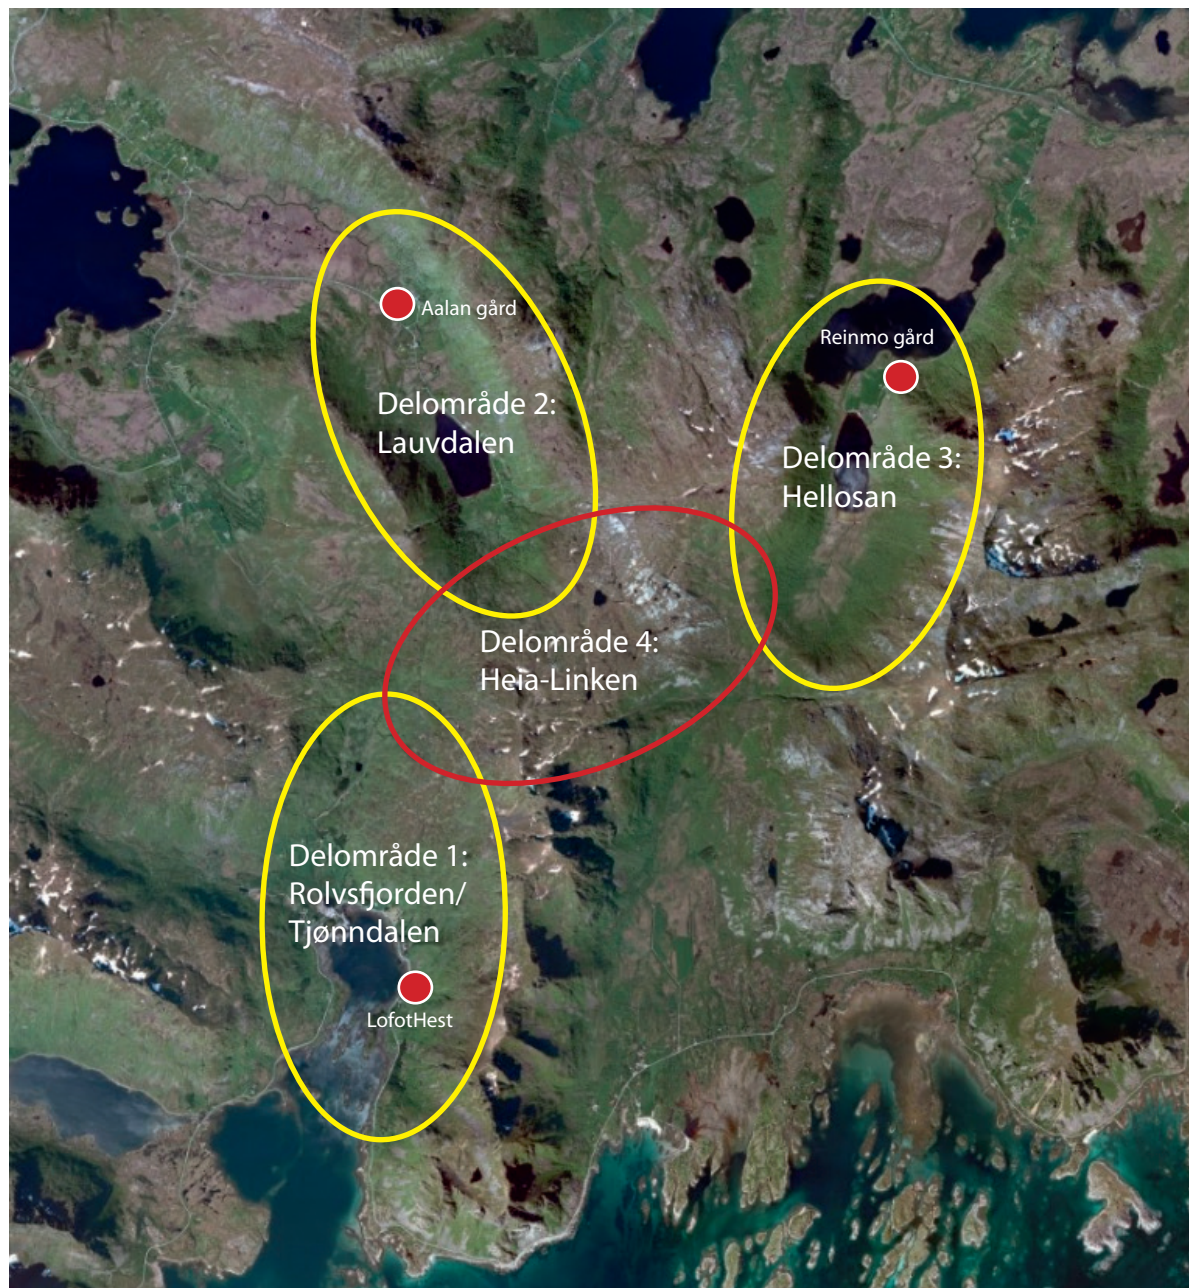 Aalan gård
Reinmo gård
Delområde 2:
Lauvdalen
Delområde 3:
Hellosan
Delområde 4:
Heia-Linken
Delområde 1:
Rolvsfjorden/
Tjønndalen
LofotHest